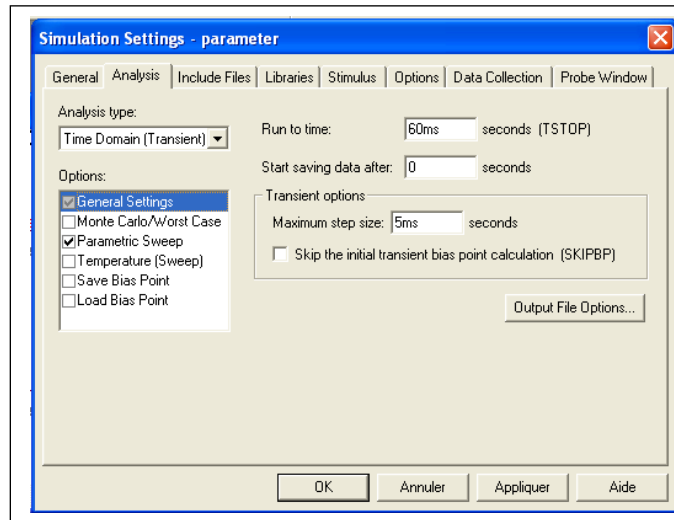 Simulation Settings - parameter
General Analysis Include Files Libraries Stimulus Options Data Collection Probe Window
Analysis type:
Time Domain (Transient)
Options:
General Settings
Monte Carlo/Worst Case
Parametric Sweep
Temperature (Sweep)
Save Bias Point
Load Bias Point
Run to time: 60ms seconds (TSTOP)
Start saving data after: 0 seconds
Transient options
Maximum step size: 5ms seconds
Skip the initial transient bias point calculation (SKIPBP)
Output File Options...
OK Annuler Appliquer Aide